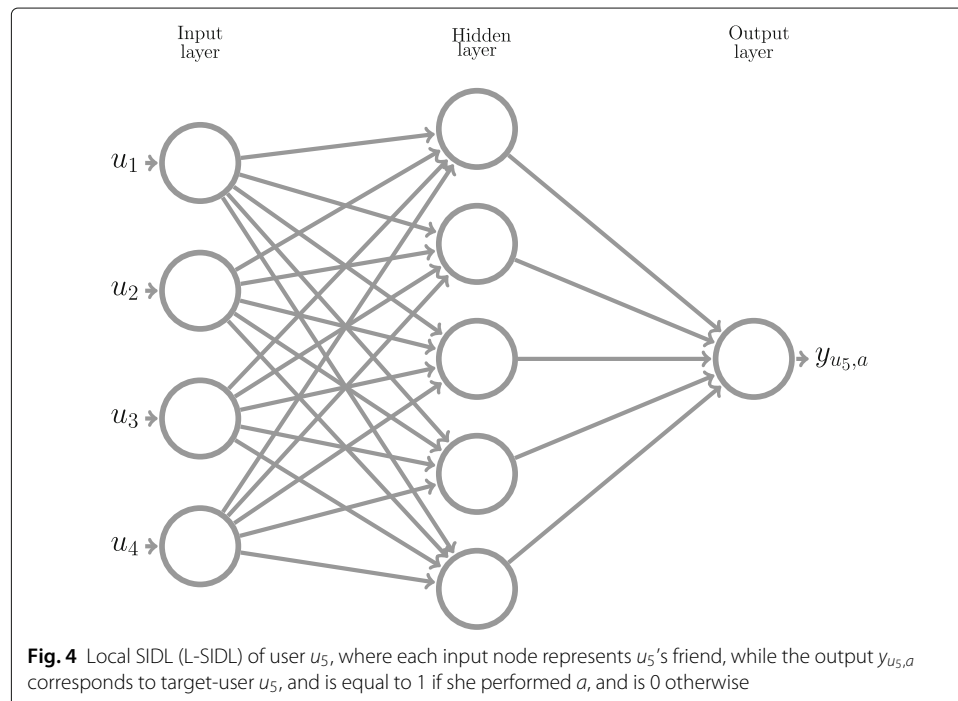 Input
layer
Hidden
layer
Output
layer
u1
u2
u3
u4
yu5,a
Fig. 4 Local SIDL (L-SIDL) of user u5, where each input node represents u5's friend, while the output yu5,a
corresponds to target-user u5, and is equal to 1 if she performed a, and is 0 otherwise